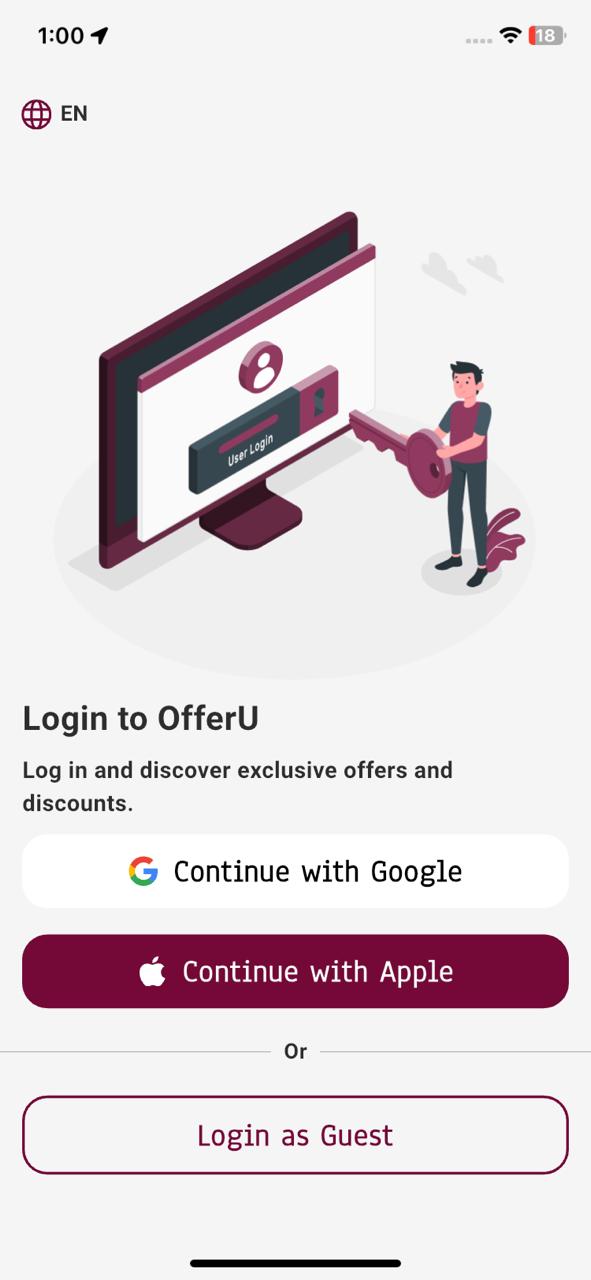 1:00
18
EN
User Login
Login to OfferU
Log in and discover exclusive offers and
discounts.
Continue with Google
Continue with Apple
Or
Login as Guest